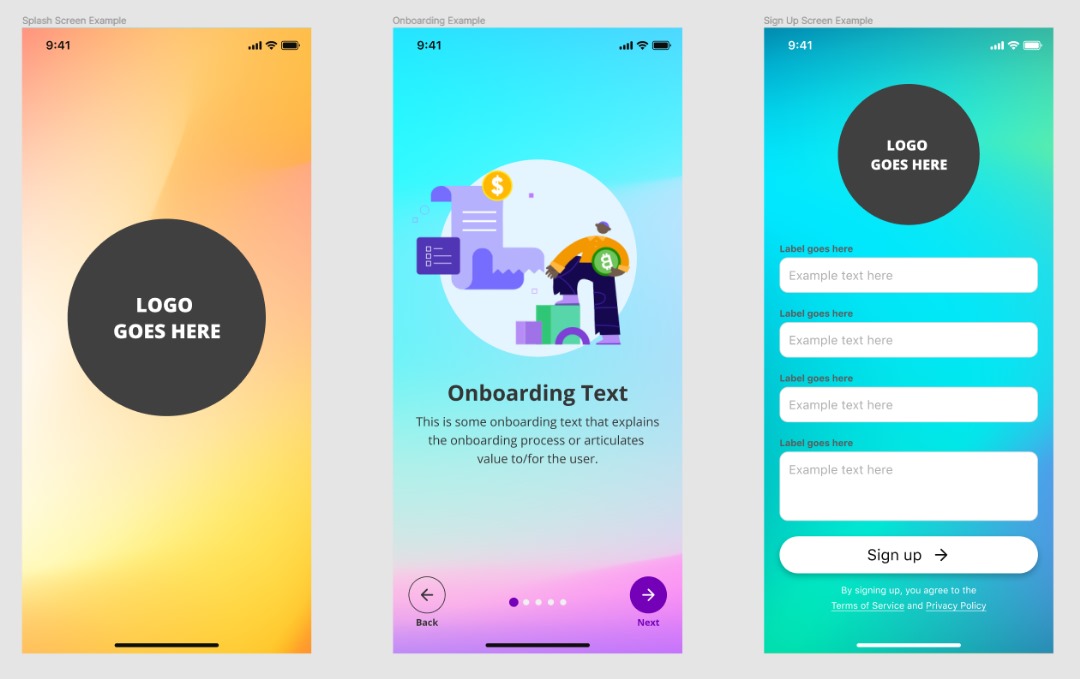 Splash Screen Example
9:41
LOGO
GOES HERE
Onboarding Example
9:41
$
Onboarding Text
This is some onboarding text that explains
the onboarding process or articulates
value to/for the user.
Back
Next
Sign Up Screen Example
9:41
LOGO
GOES HERE
Label goes here
Example text here
Label goes here
Example text here
Label goes here
Example text here
Label goes here
Example text here
Sign up
By signing up, you agree to the
Terms of Service and Privacy Policy